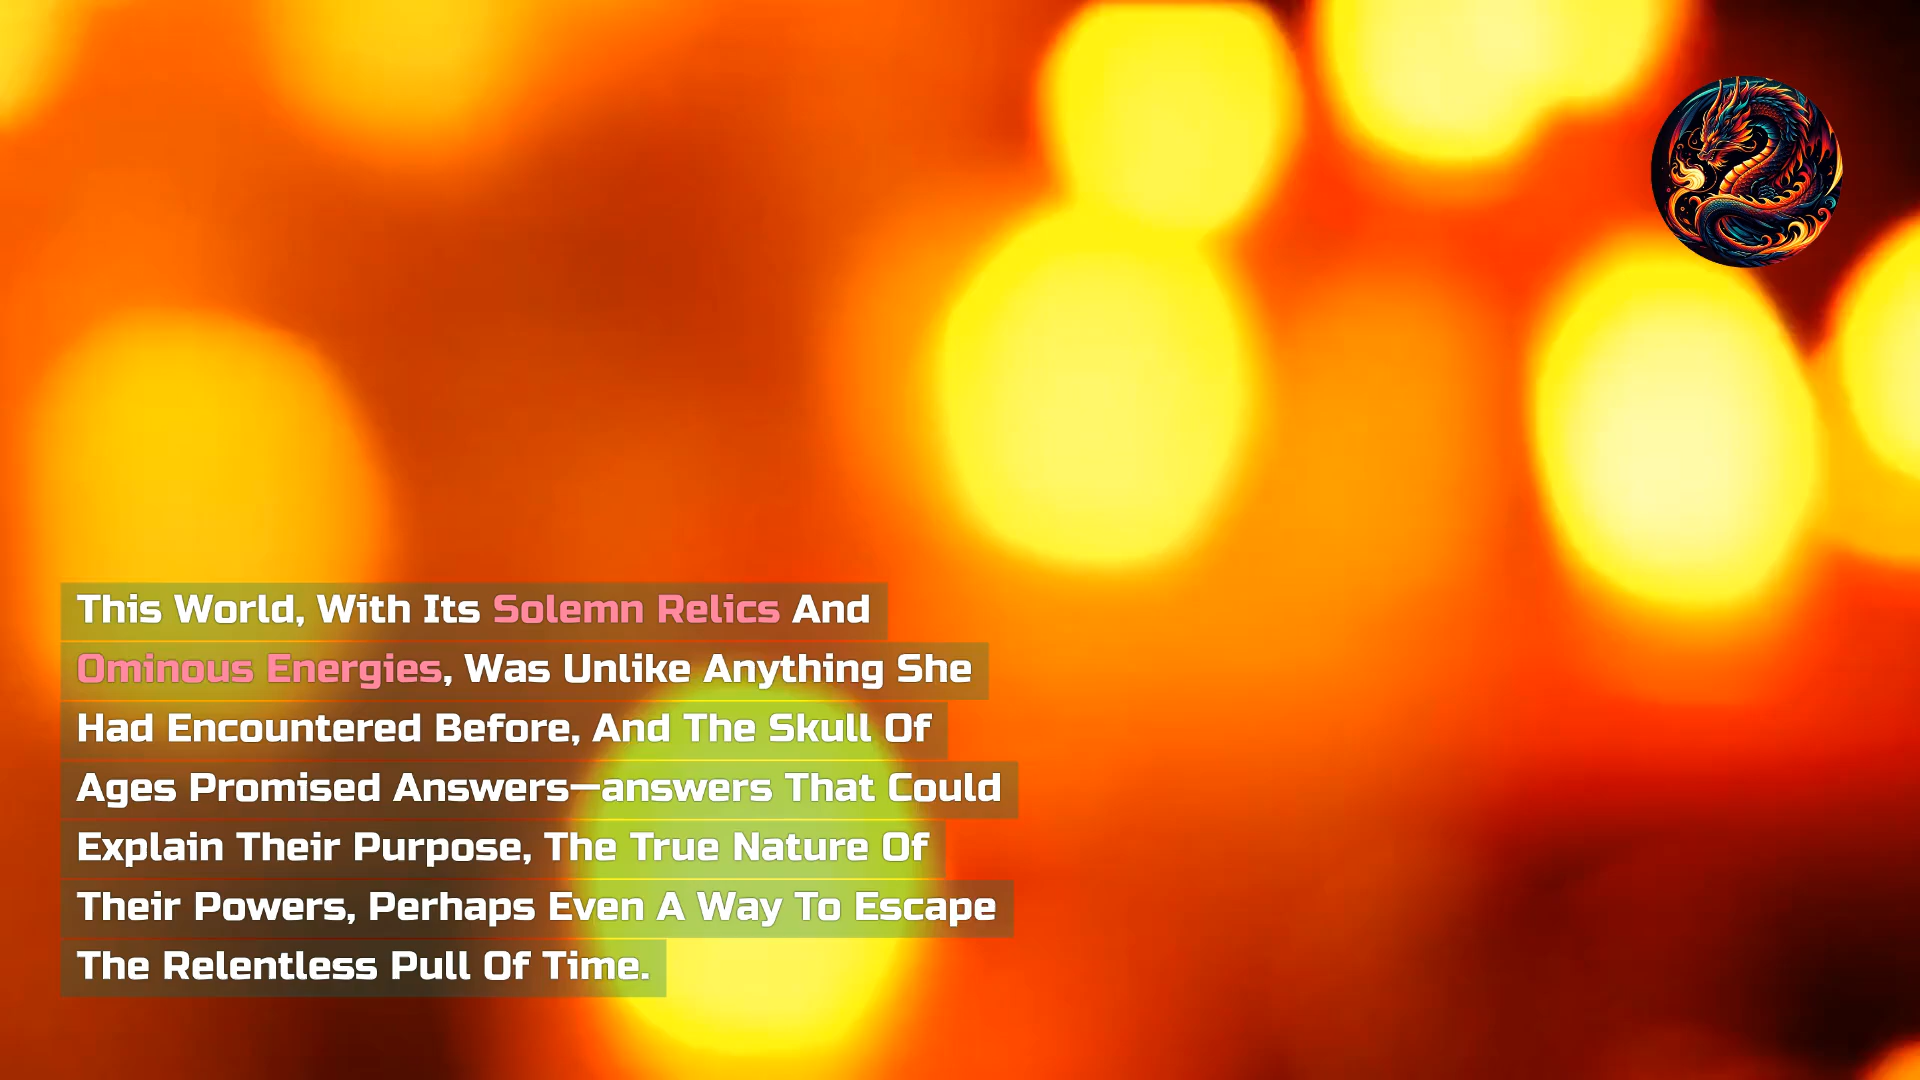 This World, With Its Solemn Relics And
Ominous Energies, Was Unlike Anything She
Had Encountered Before, And The Skull Of
Ages Promised Answers—answers That Could
Explain Their Purpose, The True Nature Of
Their Powers, Perhaps Even A Way To Escape
The Relentless Pull Of Time.